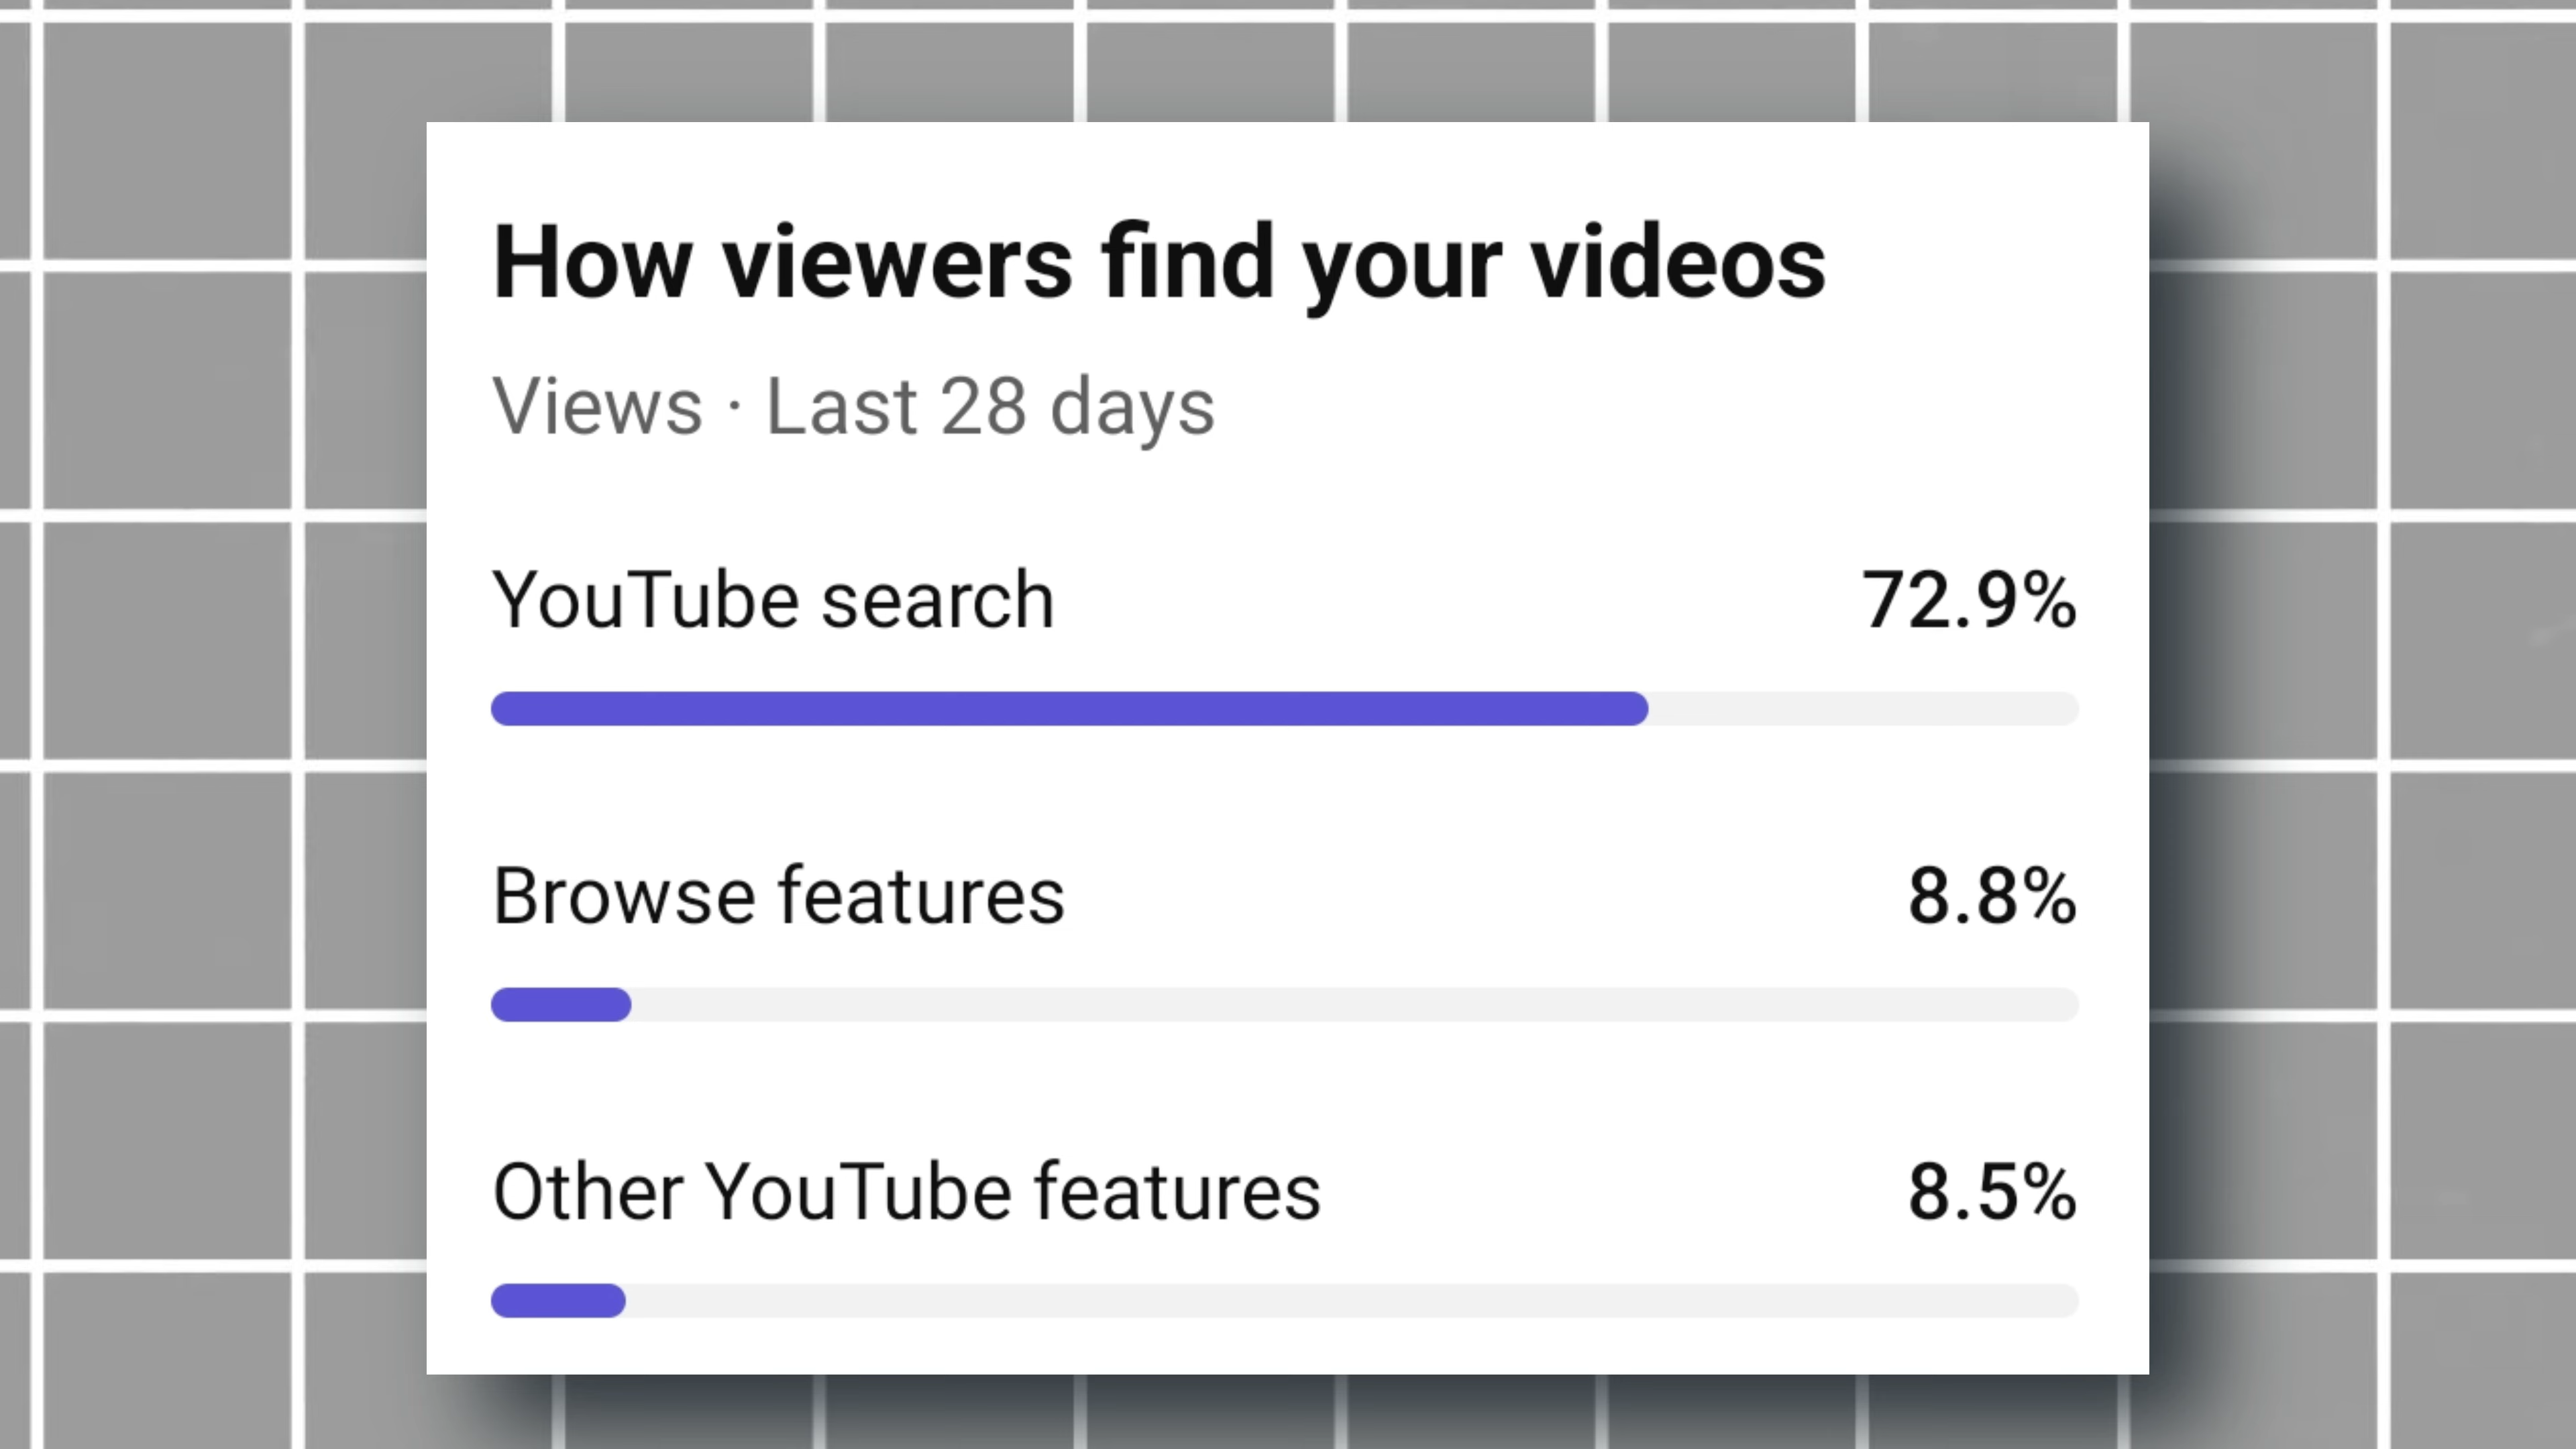 How viewers find your videos
Views · Last 28 days
YouTube search 72.9%
Browse features 8.8%
Other YouTube features 8.5%